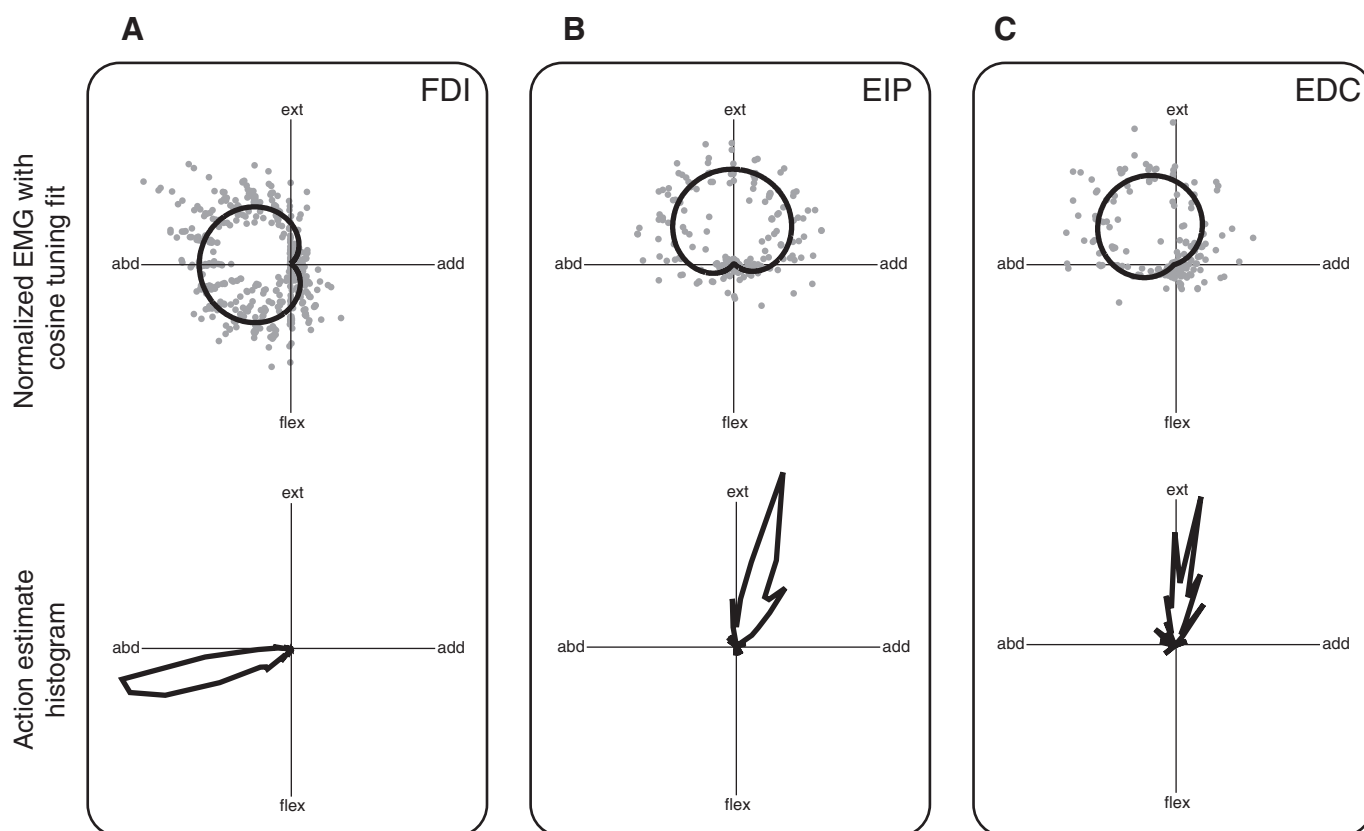 A
B
C
FDI
EIP
EDC
Normalized EMG with
cosine tuning fit
ext
abd
add
flex
ext
abd
add
flex
ext
abd
add
flex
Action estimate
histogram
ext
abd
add
flex
ext
abd
add
flex
ext
abd
add
flex